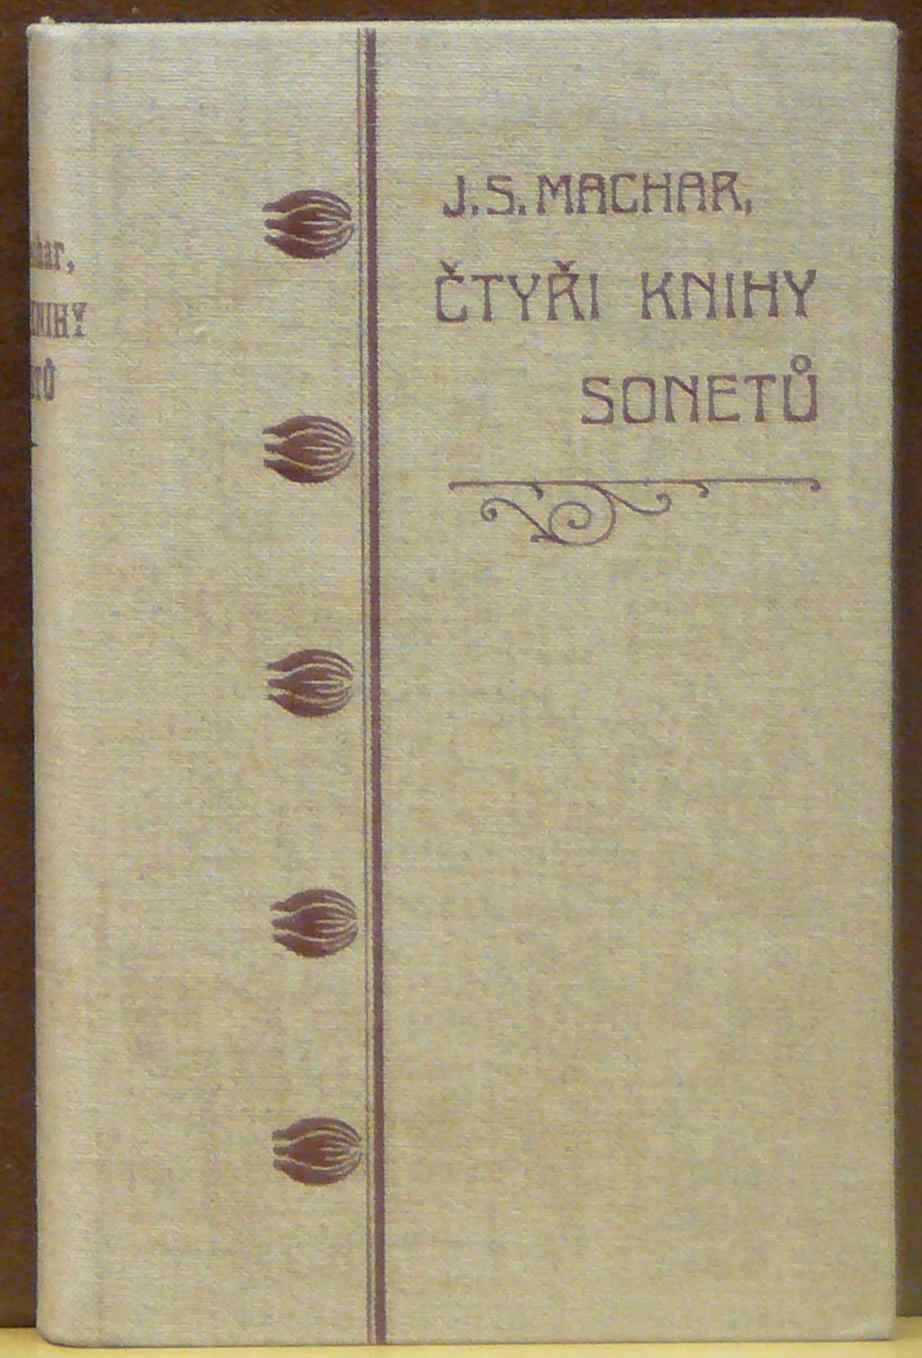 J.S. MACHAR,
ČTYŘI KNIHY
SONETŮ